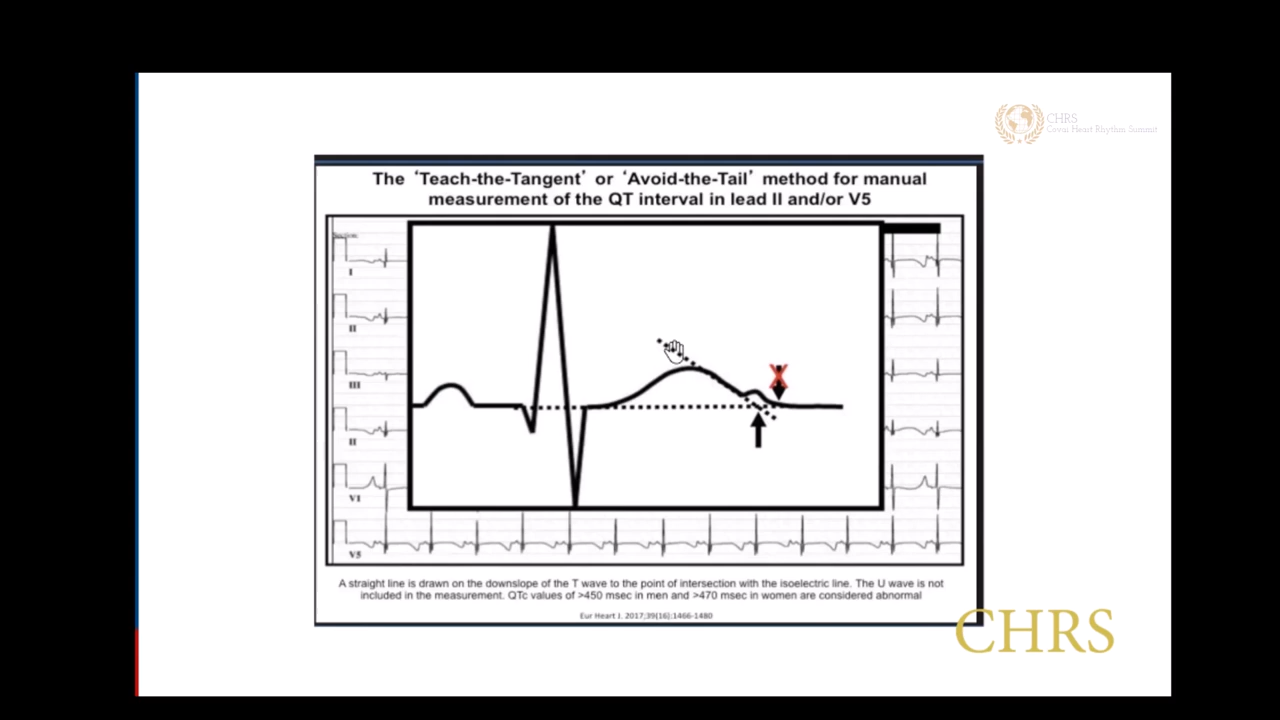 CHRS
Covai Heart Rhythm Summit
The ‘Teach-the-Tangent’ or ‘Avoid-the-Tail’ method for manual
measurement of the QT interval in lead II and/or V5
I
II
III
II
V1
V5
A straight line is drawn on the downslope of the T wave to the point of intersection with the isoelectric line. The U wave is not
included in the measurement. QTc values of >450 msec in men and >470 msec in women are considered abnormal
Eur Heart J. 2017;39(16):1466-1480
CHRS